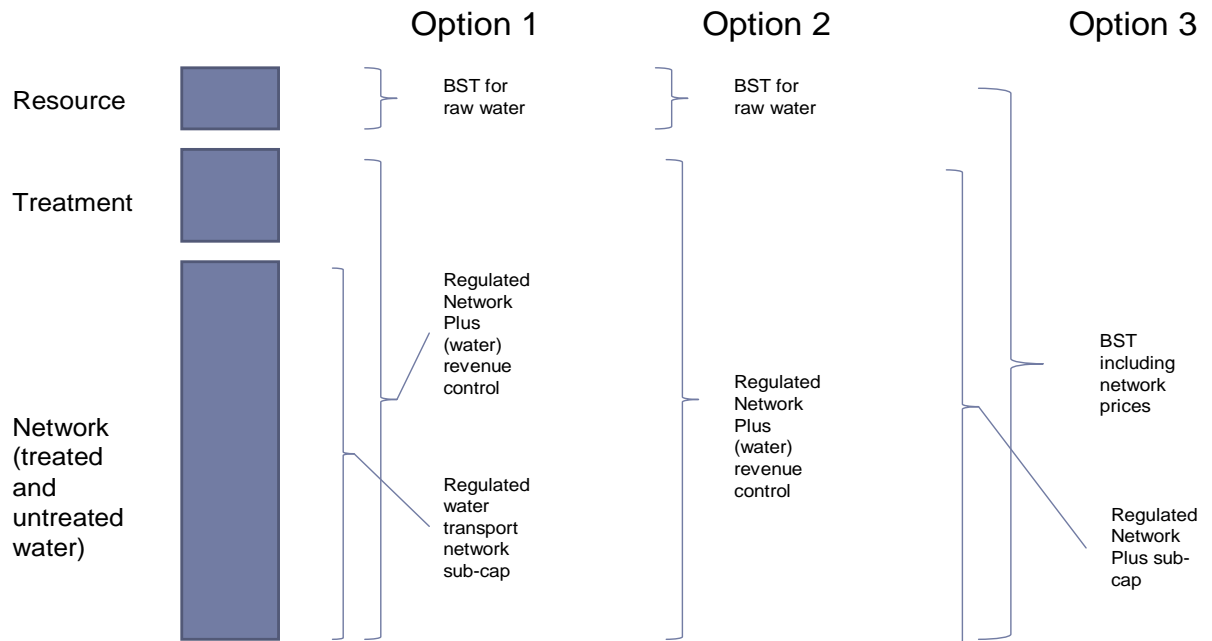 Option 1
Option 2
Option 3
Resource
BST for
raw water
BST for
raw water
Treatment
Regulated
Network
Plus
(water)
revenue
control
BST
including
network
prices
Regulated
Network
Plus
(water)
revenue
control
Network
(treated
and
untreated
water)
Regulated
water
transport
network
sub-cap
Regulated
Network
Plus sub-
cap